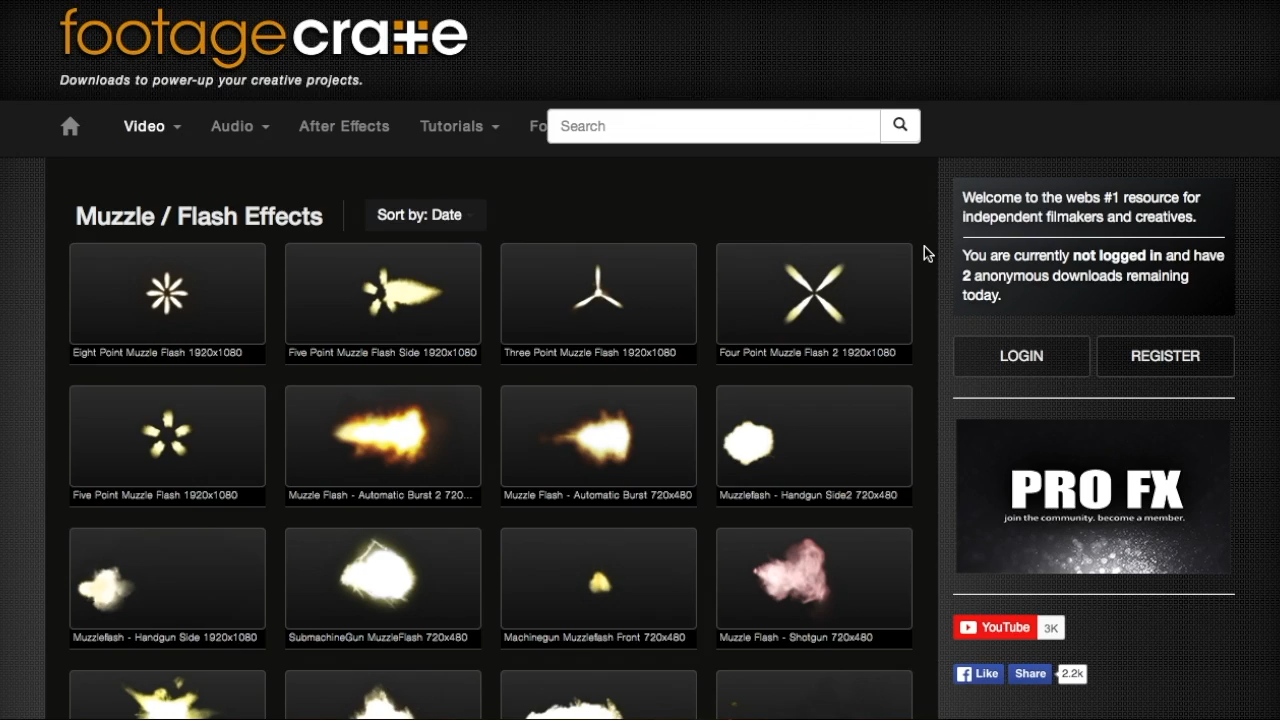 footagecrate
Downloads to power-up your creative projects.
Video
Audio
After Effects
Tutorials
Fo
Search
Muzzle / Flash Effects
Sort by: Date
Eight Point Muzzle Flash 1920x1080
Five Point Muzzle Flash Side 1920x1080
Three Point Muzzle Flash 1920x1080
Four Point Muzzle Flash 2 1920x1080
Five Point Muzzle Flash 1920x1080
Muzzle Flash - Automatic Burst 2 720...
Muzzle Flash - Automatic Burst 720x480
Muzzleflash - Handgun Side2 720x480
Muzzleflash - Handgun Side 1920x1080
SubmachineGun MuzzleFlash 720x480
Machinegun Muzzleflash Front 720x480
Muzzle Flash - Shotgun 720x480
Welcome to the webs #1 resource for
independent filmakers and creatives.
You are currently not logged in and have
2 anonymous downloads remaining
today.
LOGIN
REGISTER
PRO FX
join the community. become a member.
YouTube
3K
Like
Share
2.2k